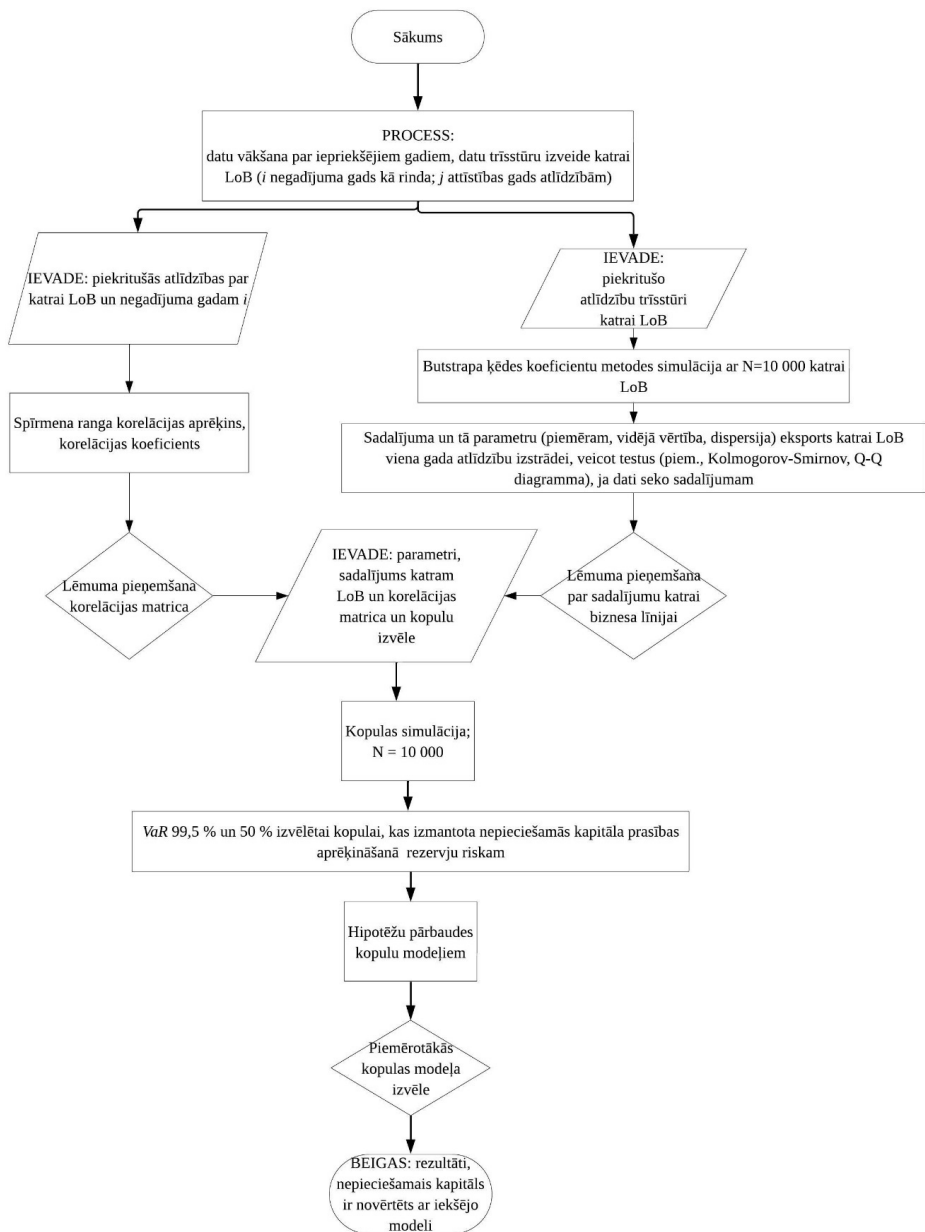 Sākums
PROCESS:
datu vākšana par iepriekšējiem gadiem, datu trīsstūru izveide katrai
LoB (i negadījuma gads kā rinda; j attīstības gads atlīdzībām)
IEVADE: piekritušās atlīdzības par
katrai LoB un negadījuma gadam i
IEVADE:
piekritušo
atlīdzību trīsstūri
katrai LoB
Butstrapa ķēdes koeficientu metodes simulācija ar N=10 000 katrai
LoB
Spīrmena ranga korelācijas aprēķins,
korelācijas koeficients
Sadalījuma un tā parametru (piemēram, vidējā vērtība, dispersija) eksports katrai LoB
viena gada atlīdzību izstrādei, veicot testus (piem., Kolmogorov-Smirnov, Q-Q
diagramma), ja dati seko sadalījumam
Lēmuma pieņemšana
korelācijas matrica
IEVADE: parametri,
sadalījums katram
LoB un korelācijas
matrica un kopulu
izvēle
Lēmuma pieņemšana
par sadalījumu katrai
biznesa līnijai
Kopulas simulācija;
N = 10 000
VaR 99,5 % un 50 % izvēlētai kopulai, kas izmantota nepieciešamās kapitāla prasības
aprēķināšanā rezervju riskam
Hipotēžu pārbaudes
kopulu modeļiem
Piemērotākās
kopulas modeļa
izvēle
BEIGAS: rezultāti,
nepieciešamais kapitāls
ir novērtēts ar iekšējo
modeli